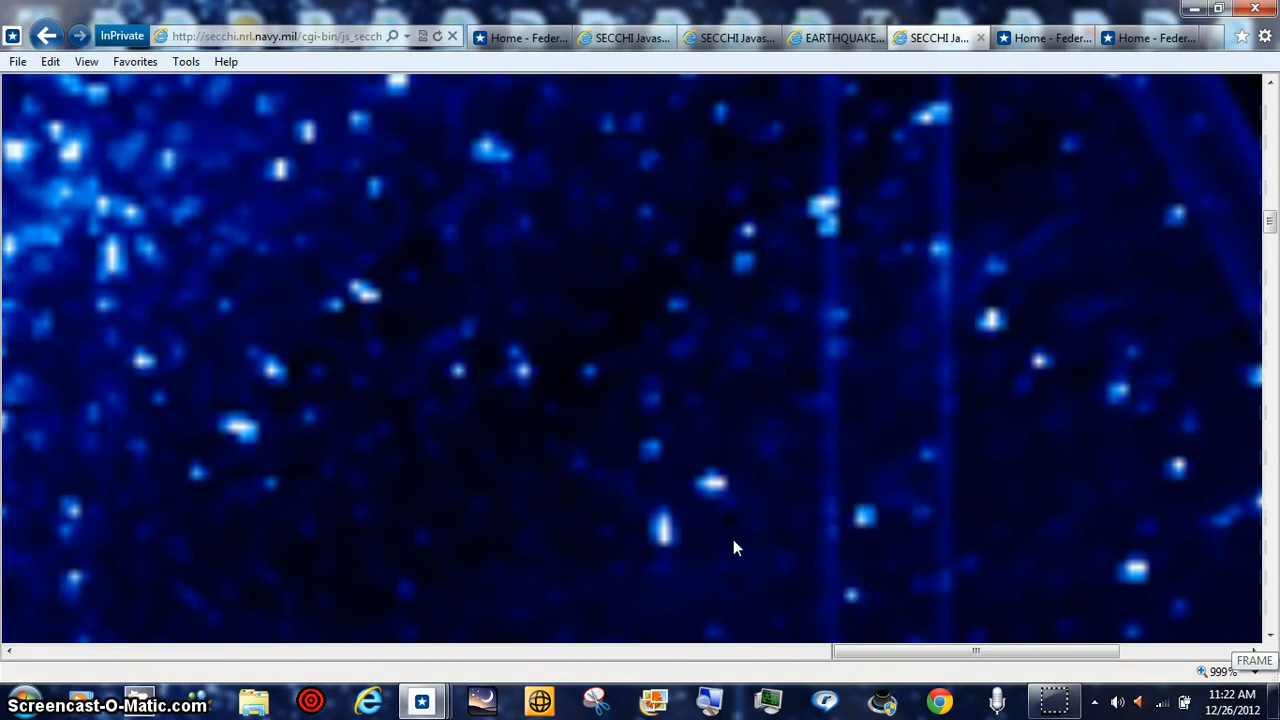 InPrivate http://secchi.nrl.navy.mil/cgi-bin/js_secch Home - Feder... SECCHI Javas... SECCHI Javas... EARTHQUAKE... SECCHI Ja... Home - Feder... Home - Feder...
File Edit View Favorites Tools Help
FRAME
999%
Screencast-O-Matic.com
11:22 AM
12/26/2012